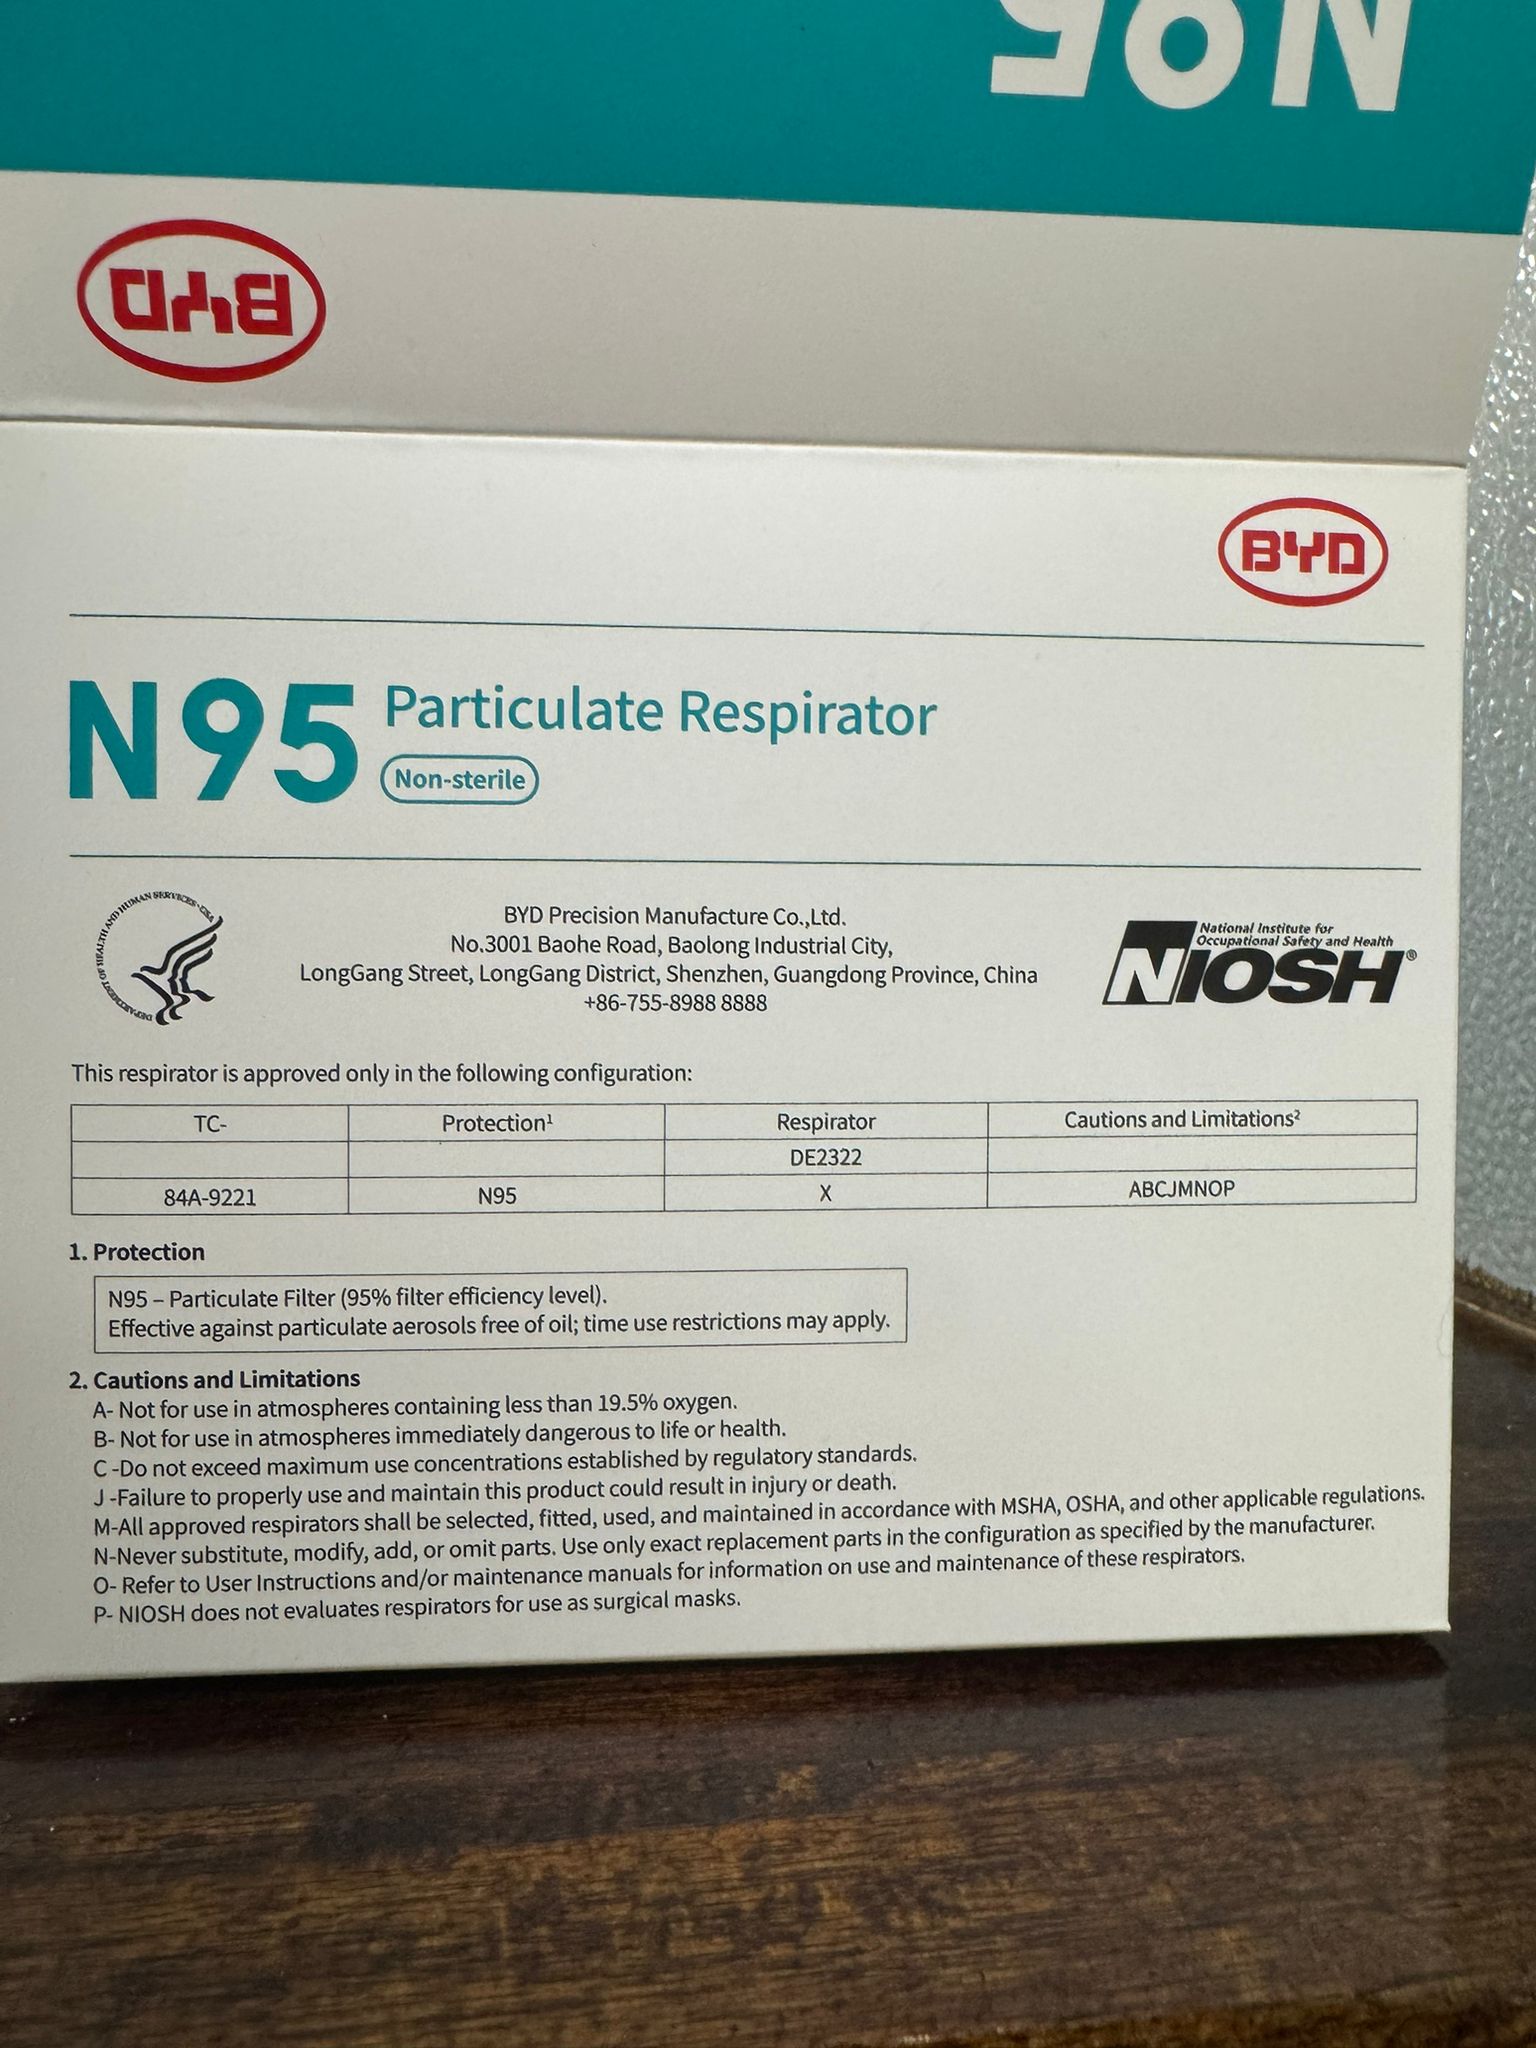 N95
BYD
BYD
N95 Particulate Respirator
Non-sterile
DEPARTMENT OF HEALTH AND HUMAN SERVICES · USA
BYD Precision Manufacture Co.,Ltd.
No.3001 Baohe Road, Baolong Industrial City,
LongGang Street, LongGang District, Shenzhen, Guangdong Province, China
+86-755-8988 8888
National Institute for
Occupational Safety and Health
NIOSH®
This respirator is approved only in the following configuration:
TC- Protection¹ Respirator Cautions and Limitations²
DE2322
84A-9221 N95 X ABCJMNOP
1. Protection
N95 – Particulate Filter (95% filter efficiency level).
Effective against particulate aerosols free of oil; time use restrictions may apply.
2. Cautions and Limitations
A- Not for use in atmospheres containing less than 19.5% oxygen.
B- Not for use in atmospheres immediately dangerous to life or health.
C -Do not exceed maximum use concentrations established by regulatory standards.
J -Failure to properly use and maintain this product could result in injury or death.
M-All approved respirators shall be selected, fitted, used, and maintained in accordance with MSHA, OSHA, and other applicable regulations.
N-Never substitute, modify, add, or omit parts. Use only exact replacement parts in the configuration as specified by the manufacturer.
O- Refer to User Instructions and/or maintenance manuals for information on use and maintenance of these respirators.
P- NIOSH does not evaluates respirators for use as surgical masks.